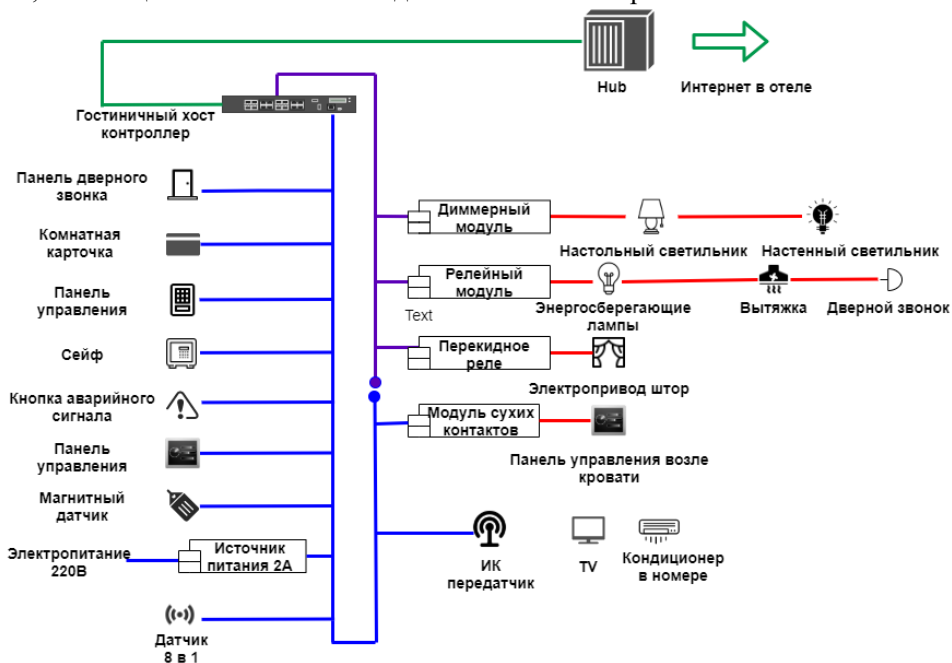 Hub
Интернет в отеле
Гостиничный хост
контроллер
Панель дверного
звонка
Комнатная
карточка
Панель
управления
Сейф
Кнопка аварийного
сигнала
Панель
управления
Магнитный
датчик
Электропитание
220В
Источник
питания 2А
Датчик
8 в 1
Диммерный
модуль
Настольный светильник
Настенный светильник
Релейный
модуль
Text
Энергосберегающие
лампы
Вытяжка
Дверной звонок
Перекидное
реле
Электропривод штор
Модуль сухих
контактов
Панель управления возле
кровати
ИК
передатчик
TV
Кондиционер
в номере